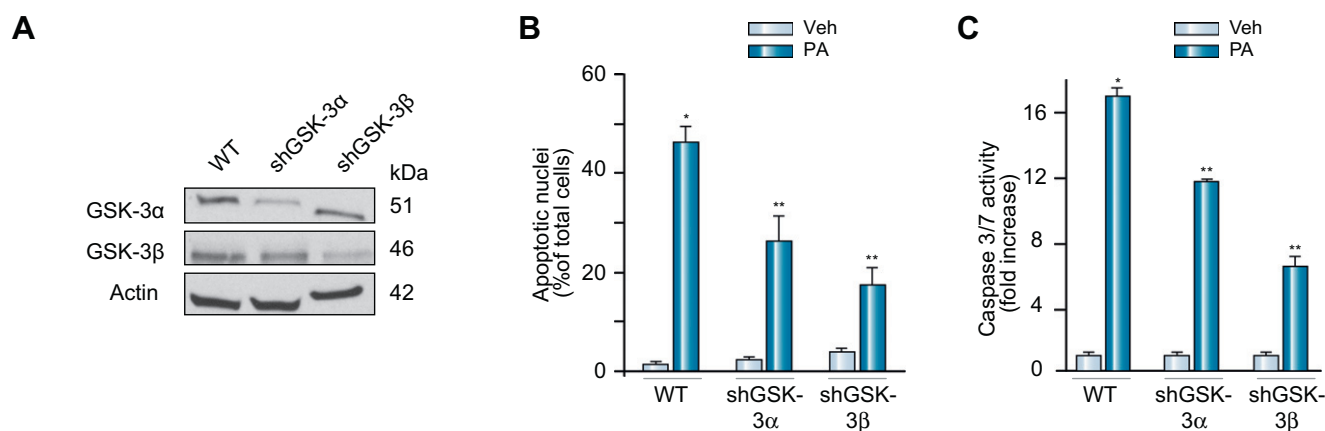 A
WT
shGSK-3α
shGSK-3β
kDa
GSK-3α
51
GSK-3β
46
Actin
42
B
Veh
PA
Apoptotic nuclei
(%of total cells)
60
40
20
0
*
**
**
WT
shGSK-
3α
shGSK-
3β
C
Veh
PA
Caspase 3/7 activity
(fold increase)
16
12
8
4
0
*
**
**
WT
shGSK-
3α
shGSK-
3β